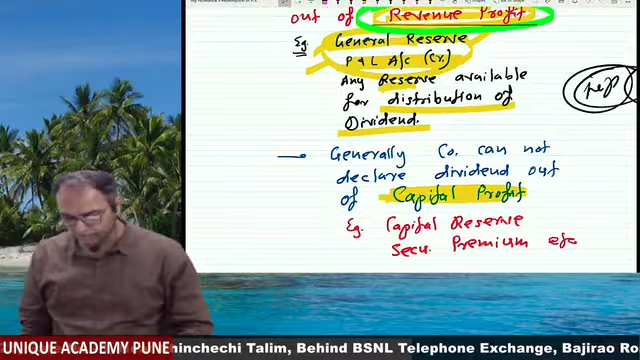 out of Revenue Profit
Eg. General Reserve
P & L A/c (Cr.)
Any Reserve available
for distribution of
Dividend.
imp
→ Generally Co. can not
declare dividend out
of Capital Profit
Eg. Capital Reserve
Secu. Premium etc
UNIQUE ACADEMY PUNE
ninchechi Talim, Behind BSNL Telephone Exchange, Bajirao Ro